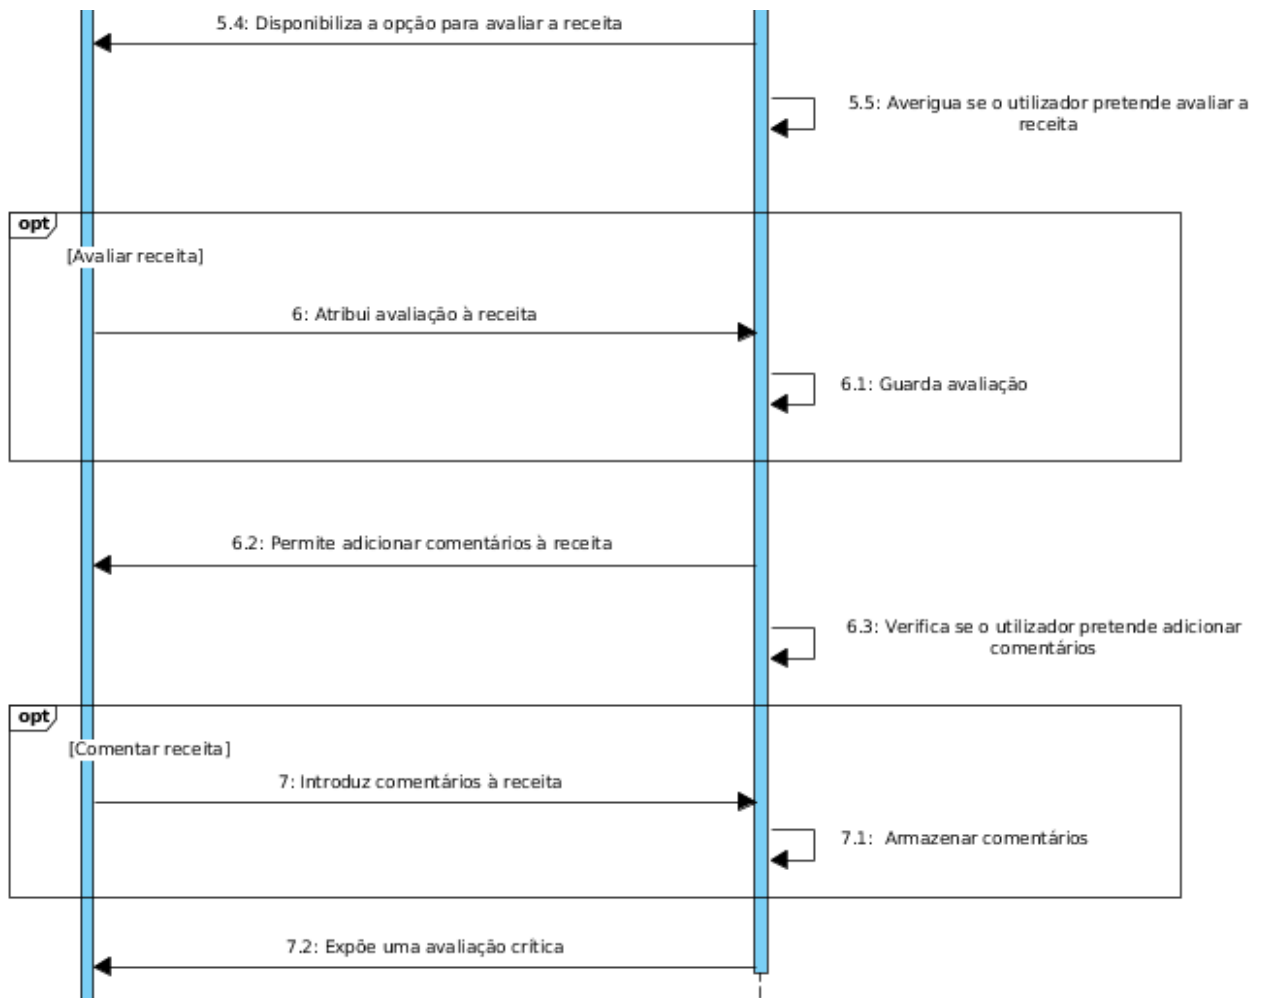 5.4: Disponibiliza a opção para avaliar a receita
5.5: Averigua se o utilizador pretende avaliar a
receita
opt
[Avaliar receita]
6: Atribui avaliação à receita
6.1: Guarda avaliação
6.2: Permite adicionar comentários à receita
6.3: Verifica se o utilizador pretende adicionar
comentários
opt
[Comentar receita]
7: Introduz comentários à receita
7.1: Armazenar comentários
7.2: Expõe uma avaliação crítica